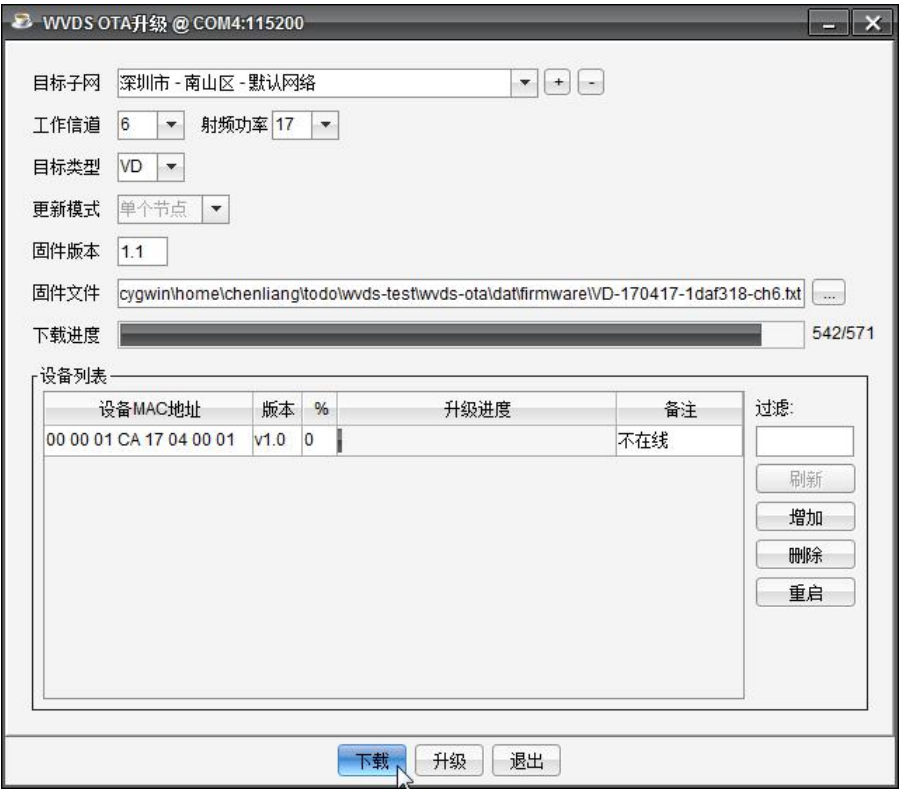 WVDS OTA升级 @ COM4:115200
目标子网 深圳市 - 南山区 - 默认网络 + -
工作信道 6 射频功率 17
目标类型 VD
更新模式 单个节点
固件版本 1.1
固件文件 cygwin\home\chenliang\todo\wvds-test\wvds-ota\dat\firmware\VD-170417-1daf318-ch6.txt ...
下载进度 542/571
设备列表
设备MAC地址 版本 % 升级进度 备注 过滤:
00 00 01 CA 17 04 00 01 v1.0 0 不在线
刷新
增加
删除
重启
下载 升级 退出